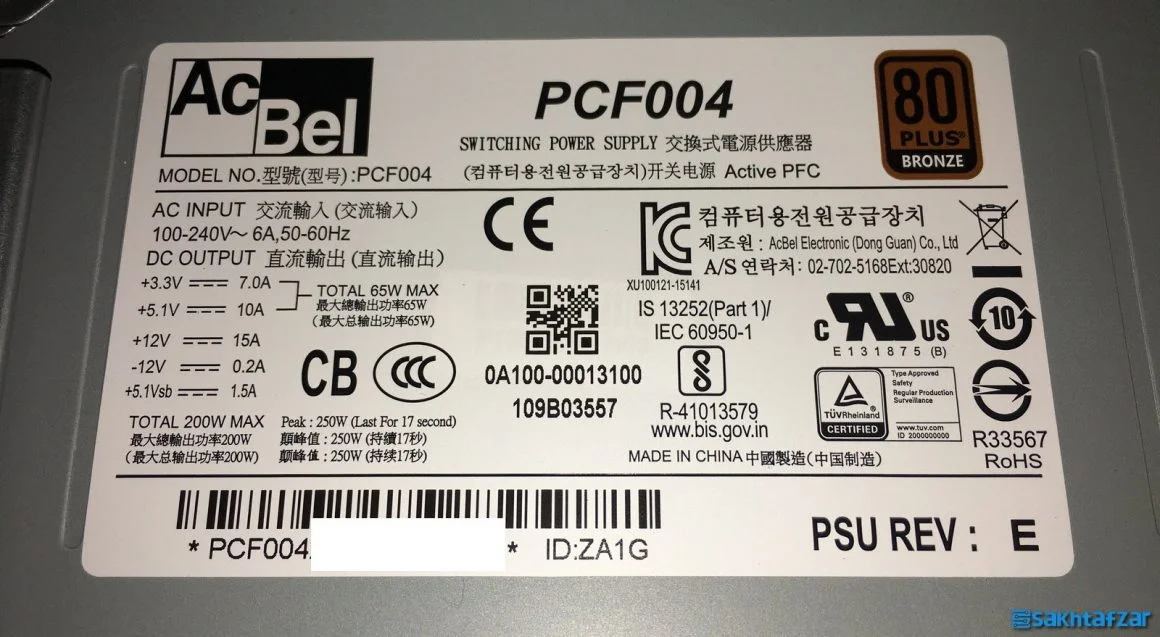 AcBel
PCF004
80
PLUS®
BRONZE
SWITCHING POWER SUPPLY 交換式電源供應器
MODEL NO.型號(型号):PCF004
(컴퓨터용전원공급장치)开关电源 Active PFC
AC INPUT 交流輸入 (交流输入)
100-240V～ 6A,50-60Hz
DC OUTPUT 直流輸出 (直流输出)
+3.3V 7.0A
+5.1V 10A
TOTAL 65W MAX
最大總輸出功率65W
(最大总输出功率65W)
+12V 15A
-12V 0.2A
+5.1Vsb 1.5A
TOTAL 200W MAX
最大總輸出功率200W
(最大总输出功率200W)
Peak : 250W (Last For 17 second)
顛峰值 : 250W (持續17秒)
颠峰值 : 250W (持续17秒)
CE
CB
CCC
0A100-00013100
109B03557
KC
컴퓨터용전원공급장치
제조원 : AcBel Electronic (Dong Guan) Co., Ltd
A/S 연락처: 02-702-5168Ext:30820
XU100121-15141
IS 13252(Part 1)/
IEC 60950-1
R-41013579
www.bis.gov.in
MADE IN CHINA 中國製造 (中国制造)
c RU ® US
E131875 (B)
TÜVRheinland
CERTIFIED
Type Approved
Safety
Regular Production
Surveillance
www.tuv.com
ID 2000000000
10
R33567
RoHS
* PCF004 * ID:ZA1G
PSU REV : E
sakhtafzar